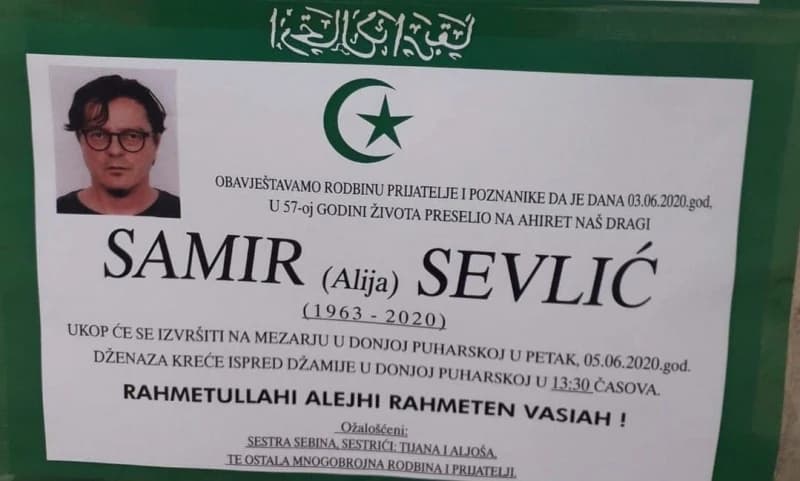 OBAVJEŠTAVAMO RODBINU PRIJATELJE I POZNANIKE DA JE DANA 03.06.2020.god,
U 57-oj GODINI ŽIVOTA PRESELIO NA AHIRET NAŠ DRAGI
SAMIR (Alija) SEVLIĆ
(1963 - 2020)
UKOP ĆE SE IZVRŠITI NA MEZARJU U DONJOJ PUHARSKOJ U PETAK, 05.06.2020.god.
DŽENAZA KREĆE ISPRED DŽAMIJE U DONJOJ PUHARSKOJ U 13:30 ČASOVA.
RAHMETULLAHI ALEJHI RAHMETEN VASIAH !
Ožalošćeni:
SESTRA SEBINA, SESTRIĆI: TIJANA I ALJOŠA,
TE OSTALA MNOGOBROJNA RODBINA I PRIJATELJI.